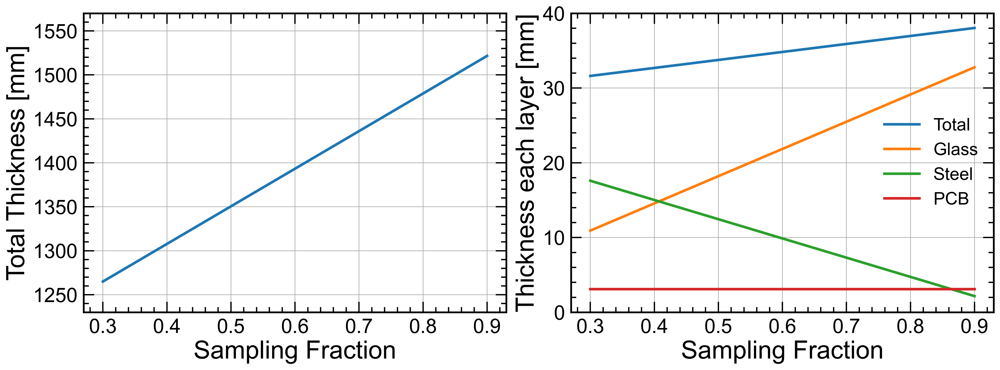 Total Thickness [mm]
1550
1500
1450
1400
1350
1300
1250
0.3 0.4 0.5 0.6 0.7 0.8 0.9
Sampling Fraction
Thickness each layer [mm]
40
30
20
10
0
Total
Glass
Steel
PCB
0.3 0.4 0.5 0.6 0.7 0.8 0.9
Sampling Fraction